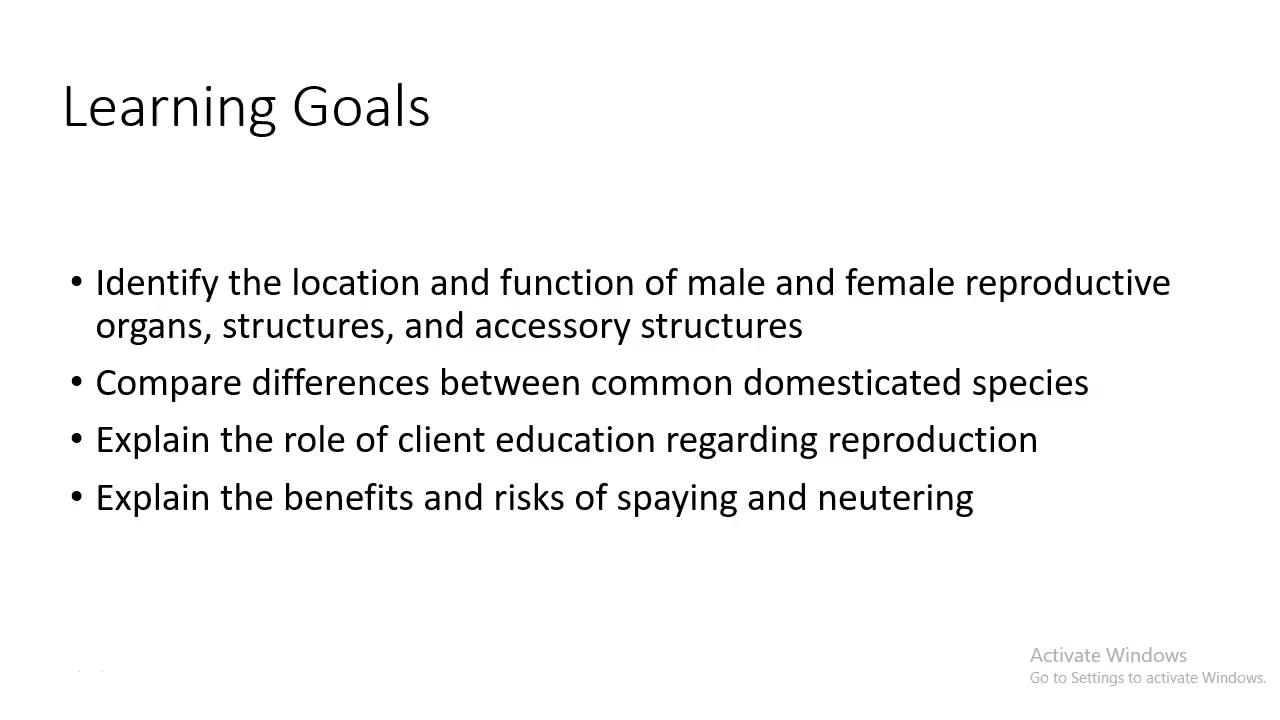 Learning Goals
• Identify the location and function of male and female reproductive
organs, structures, and accessory structures
• Compare differences between common domesticated species
• Explain the role of client education regarding reproduction
• Explain the benefits and risks of spaying and neutering
Activate Windows
Go to Settings to activate Windows.